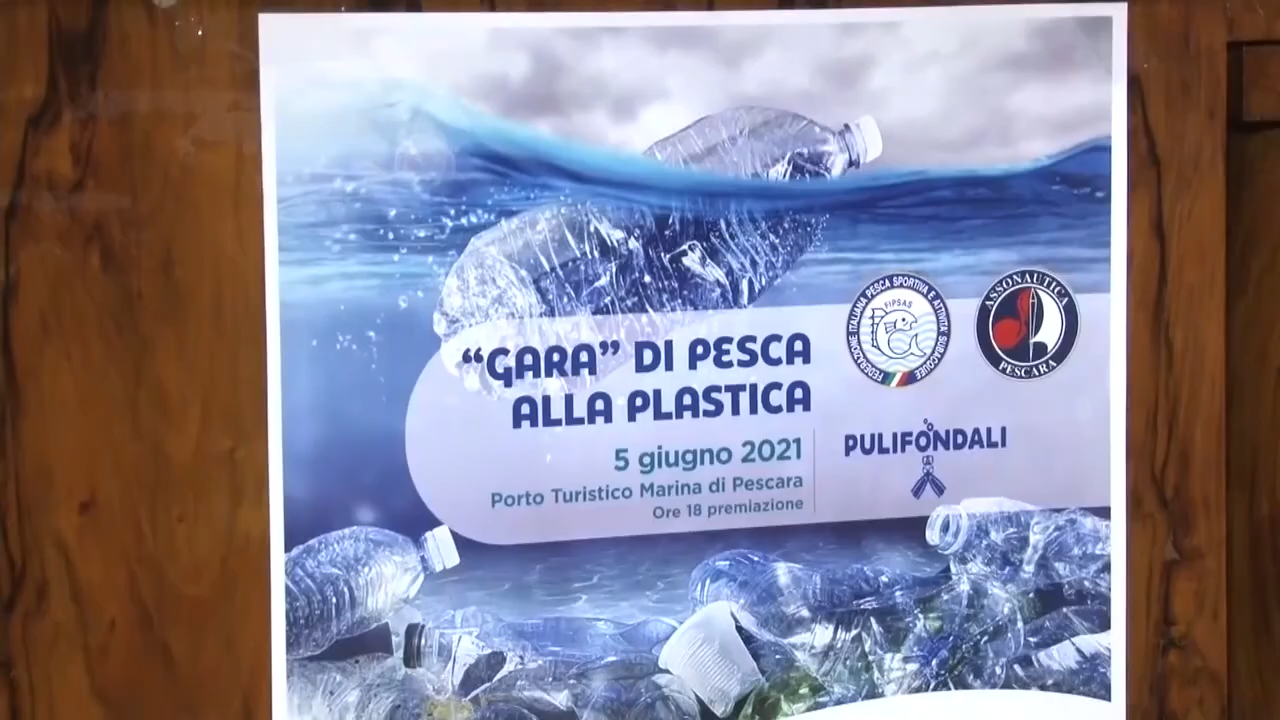 “GARA” DI PESCA
ALLA PLASTICA
5 giugno 2021
Porto Turistico Marina di Pescara
Ore 18 premiazione
FEDERAZIONE ITALIANA PESCA SPORTIVA E ATTIVITÀ SUBACQUEE
FIPSAS
ASSONAUTICA
PESCARA
PULIFONDALI